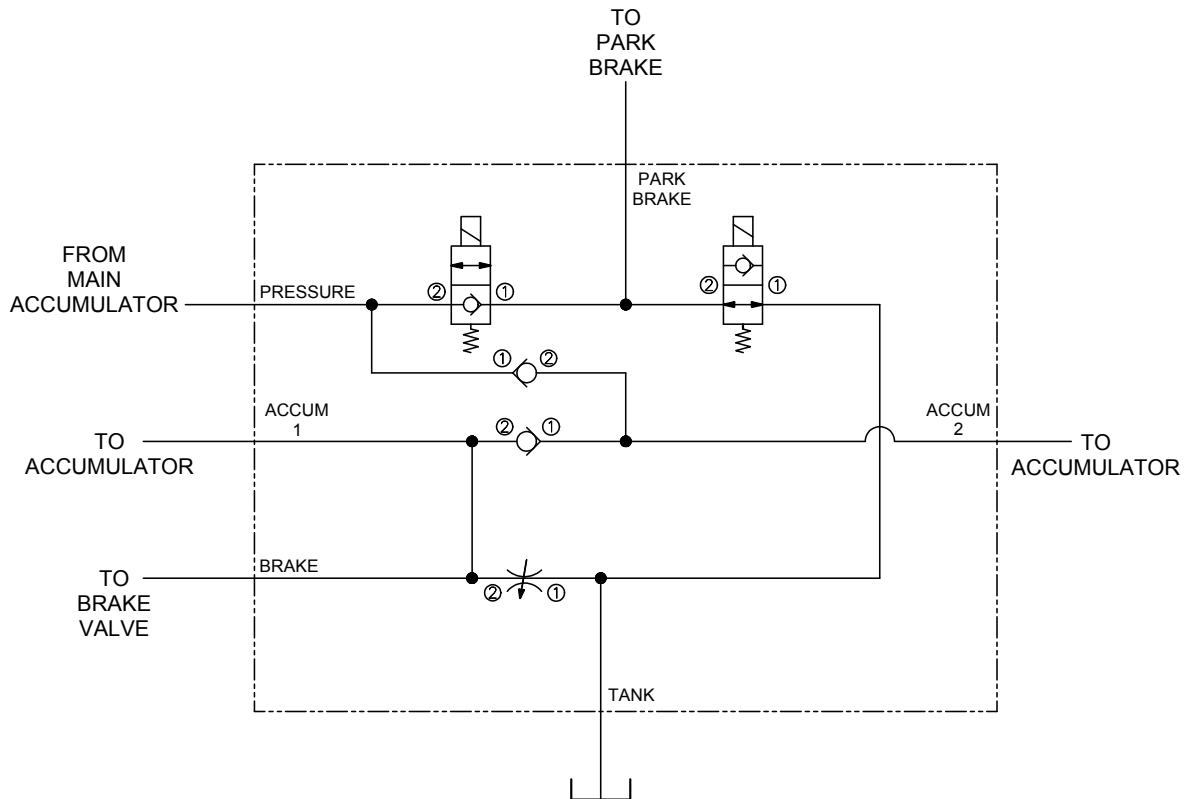 TO
PARK
BRAKE
PARK
BRAKE
FROM
MAIN
ACCUMULATOR
PRESSURE
② ①
② ①
① ②
ACCUM
1
② ①
ACCUM
2
TO
ACCUMULATOR
TO
ACCUMULATOR
BRAKE
TO
BRAKE
VALVE
② ①
TANK